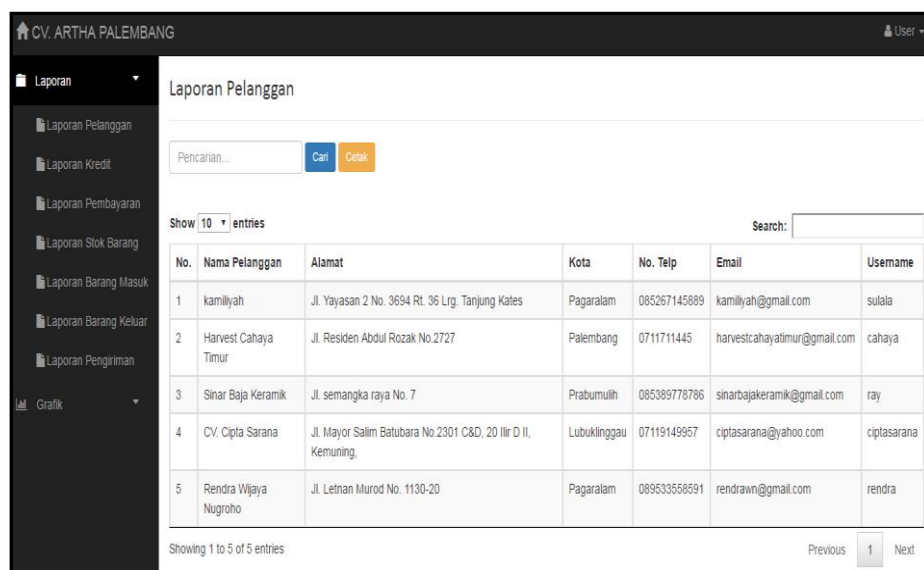 CV. ARTHA PALEMBANG
User
Laporan
Laporan Pelanggan
Laporan Kredit
Laporan Pembayaran
Laporan Stok Barang
Laporan Barang Masuk
Laporan Barang Keluar
Laporan Pengiriman
Grafik
Laporan Pelanggan
Pencarian... Cari Cetak
Show 10 entries Search:
No. Nama Pelanggan Alamat Kota No. Telp Email Username
1 kamiliyah Jl. Yayasan 2 No. 3694 Rt. 36 Lrg. Tanjung Kates Pagaralam 085267145889 kamiliyah@gmail.com sulala
2 Harvest Cahaya Jl. Residen Abdul Rozak No.2727 Palembang 0711711445 harvestcahayatimur@gmail.com cahaya
Timur
3 Sinar Baja Keramik Jl. semangka raya No. 7 Prabumulih 085389778786 sinarbajakeramik@gmail.com ray
4 CV. Cipta Sarana Jl. Mayor Salim Batubara No.2301 C&D, 20 Ilir D II, Lubuklinggau 07119149957 ciptasarana@yahoo.com ciptasarana
Kemuning,
5 Rendra Wijaya Jl. Letnan Murod No. 1130-20 Pagaralam 089533558591 rendrawn@gmail.com rendra
Nugroho
Showing 1 to 5 of 5 entries Previous 1 Next